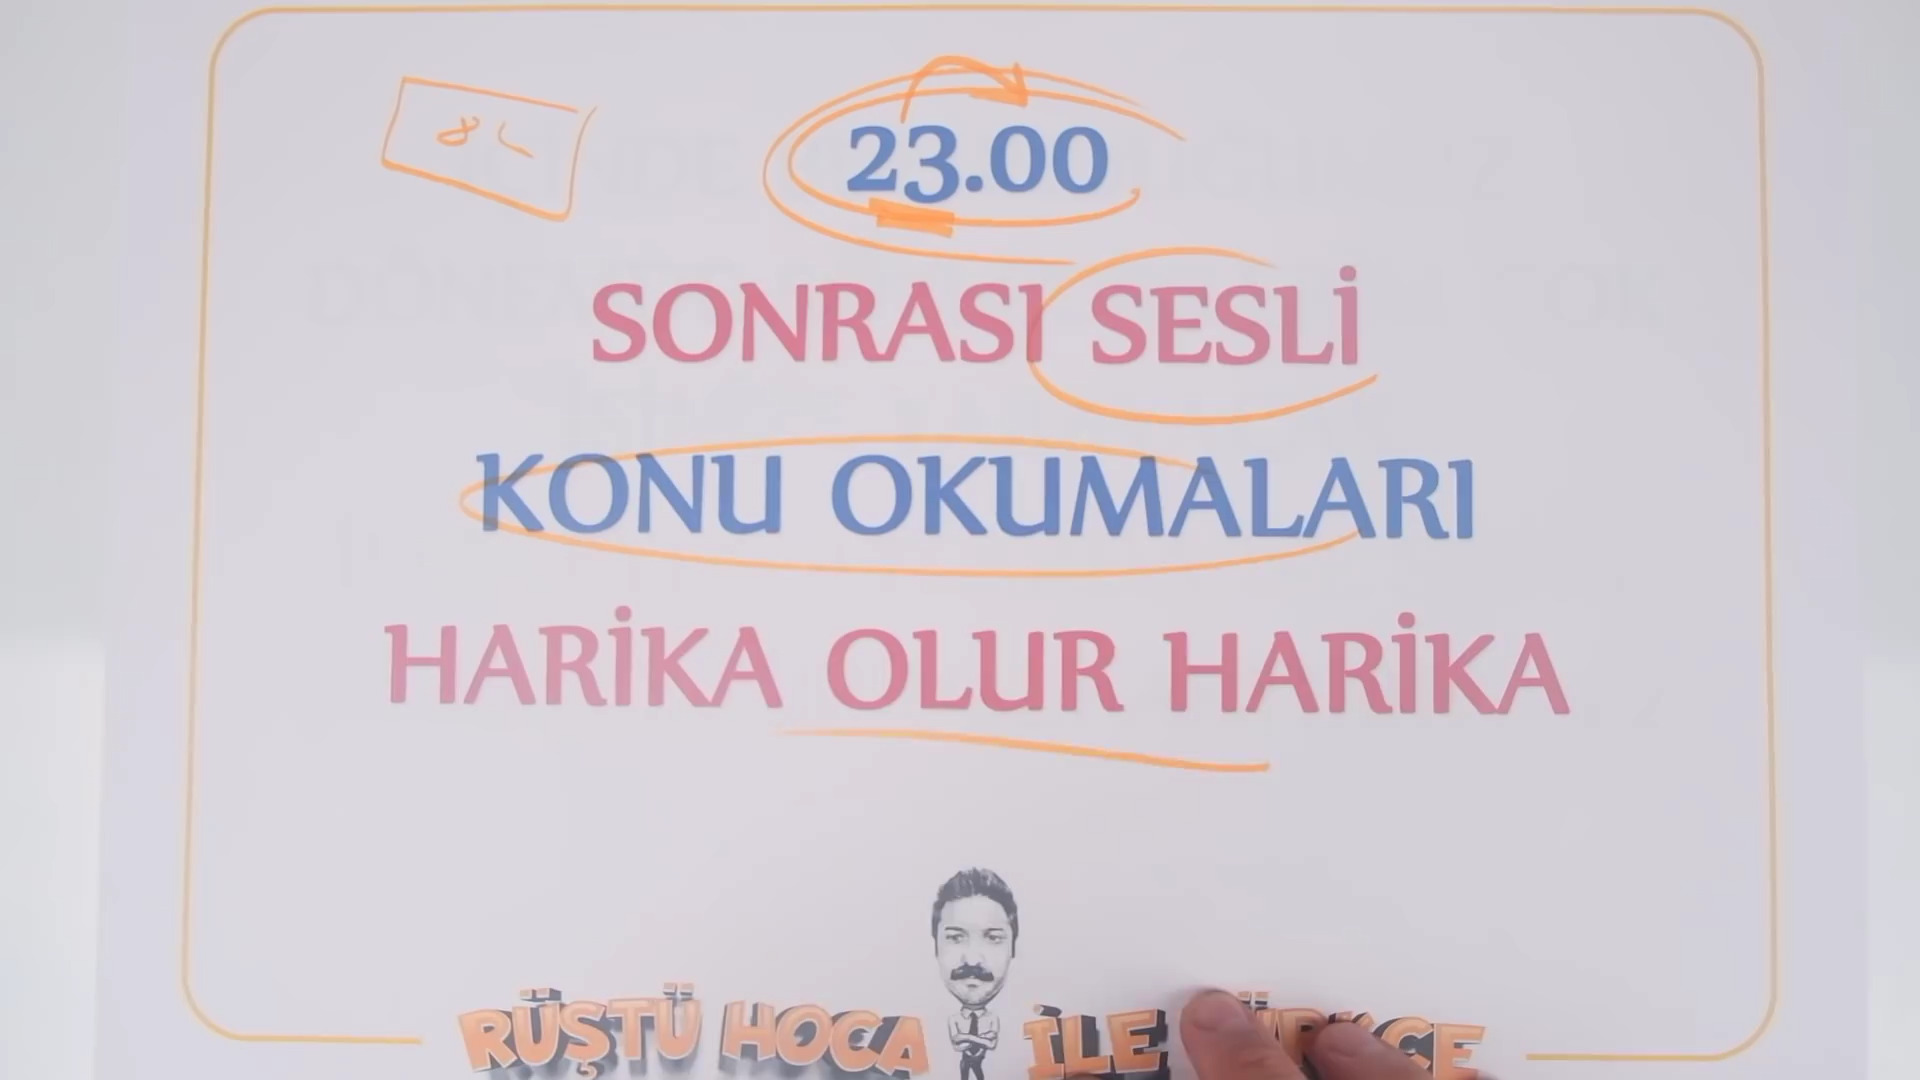 23.00
SONRASI SESLİ
KONU OKUMALARI
HARİKA OLUR HARİKA
RÜŞTÜ HOCA İLE